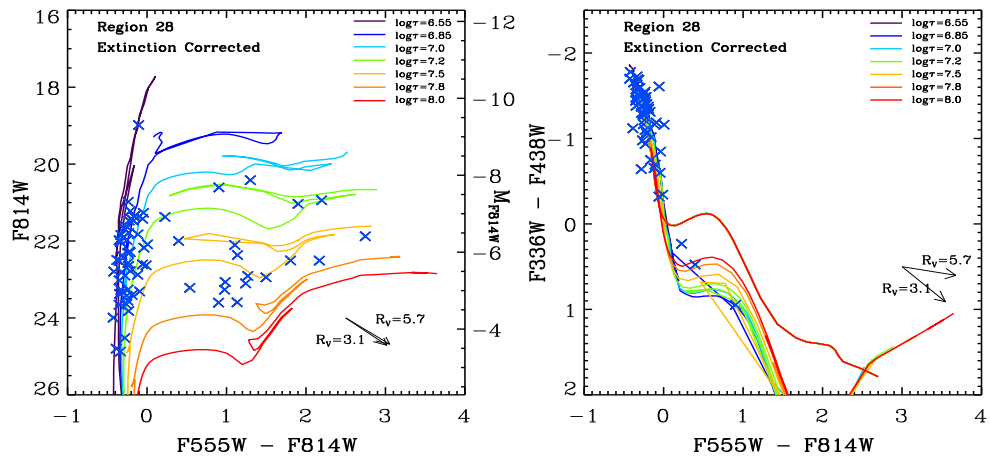 Region 28
Extinction Corrected
logτ=6.55
logτ=6.85
logτ=7.0
logτ=7.2
logτ=7.5
logτ=7.8
logτ=8.0
16
18
20
22
24
26
F814W
−12
−10
−8
−6
−4
M_F814W
R_V=5.7
R_V=3.1
−1 0 1 2 3 4
F555W − F814W
Region 28
Extinction Corrected
logτ=6.55
logτ=6.85
logτ=7.0
logτ=7.2
logτ=7.5
logτ=7.8
logτ=8.0
−2
−1
0
1
2
F336W − F438W
R_V=5.7
R_V=3.1
−1 0 1 2 3 4
F555W − F814W